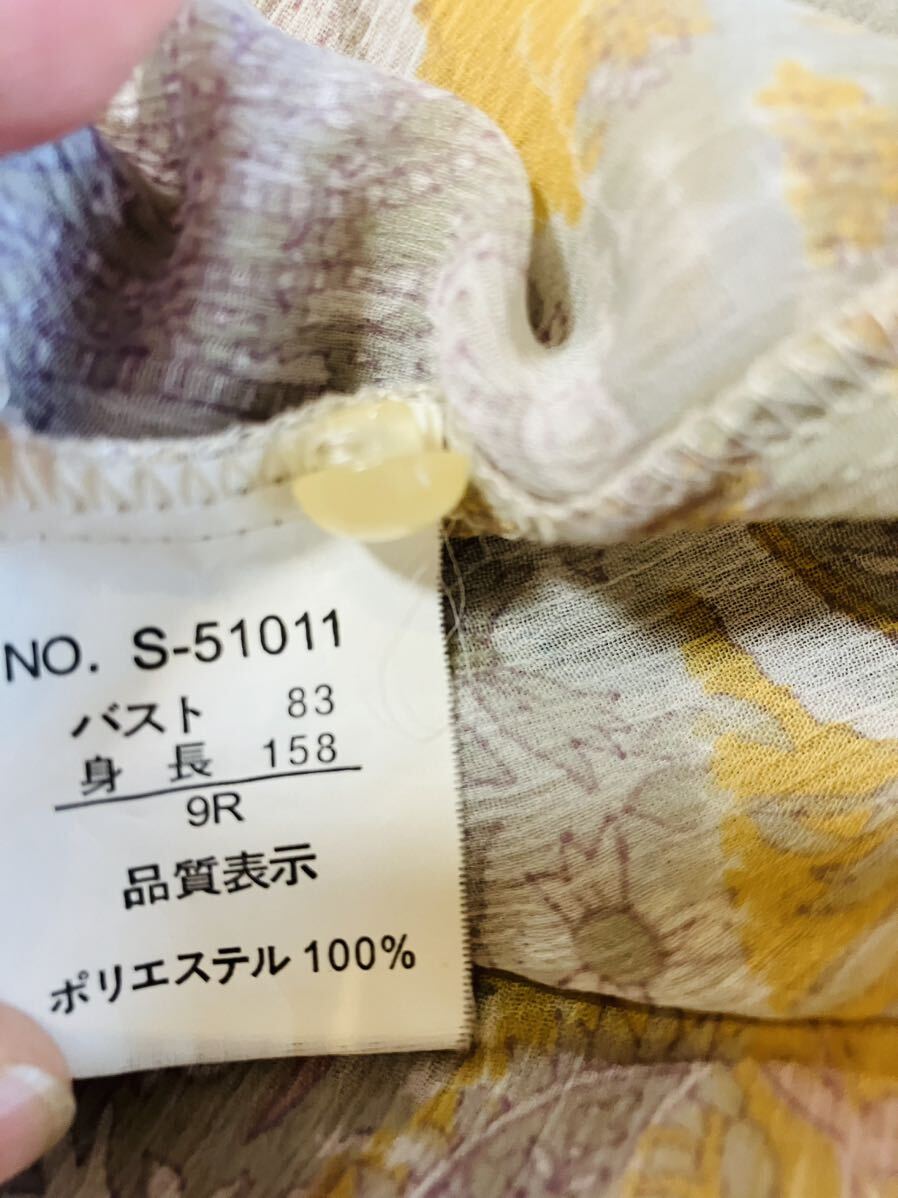 NO. S-51011
バスト 83
身長 158
9R
品質表示
ポリエステル 100%